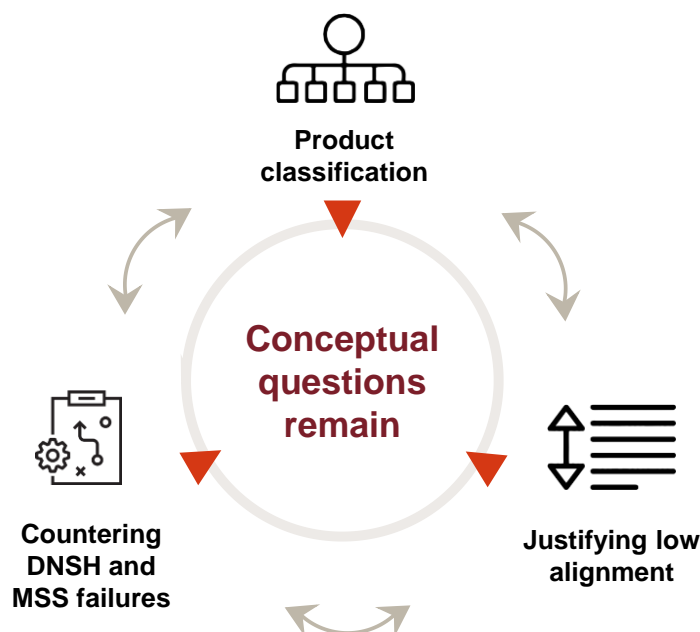 Product
classification
Conceptual
questions
remain
Countering
DNSH and
MSS failures
Justifying low
alignment